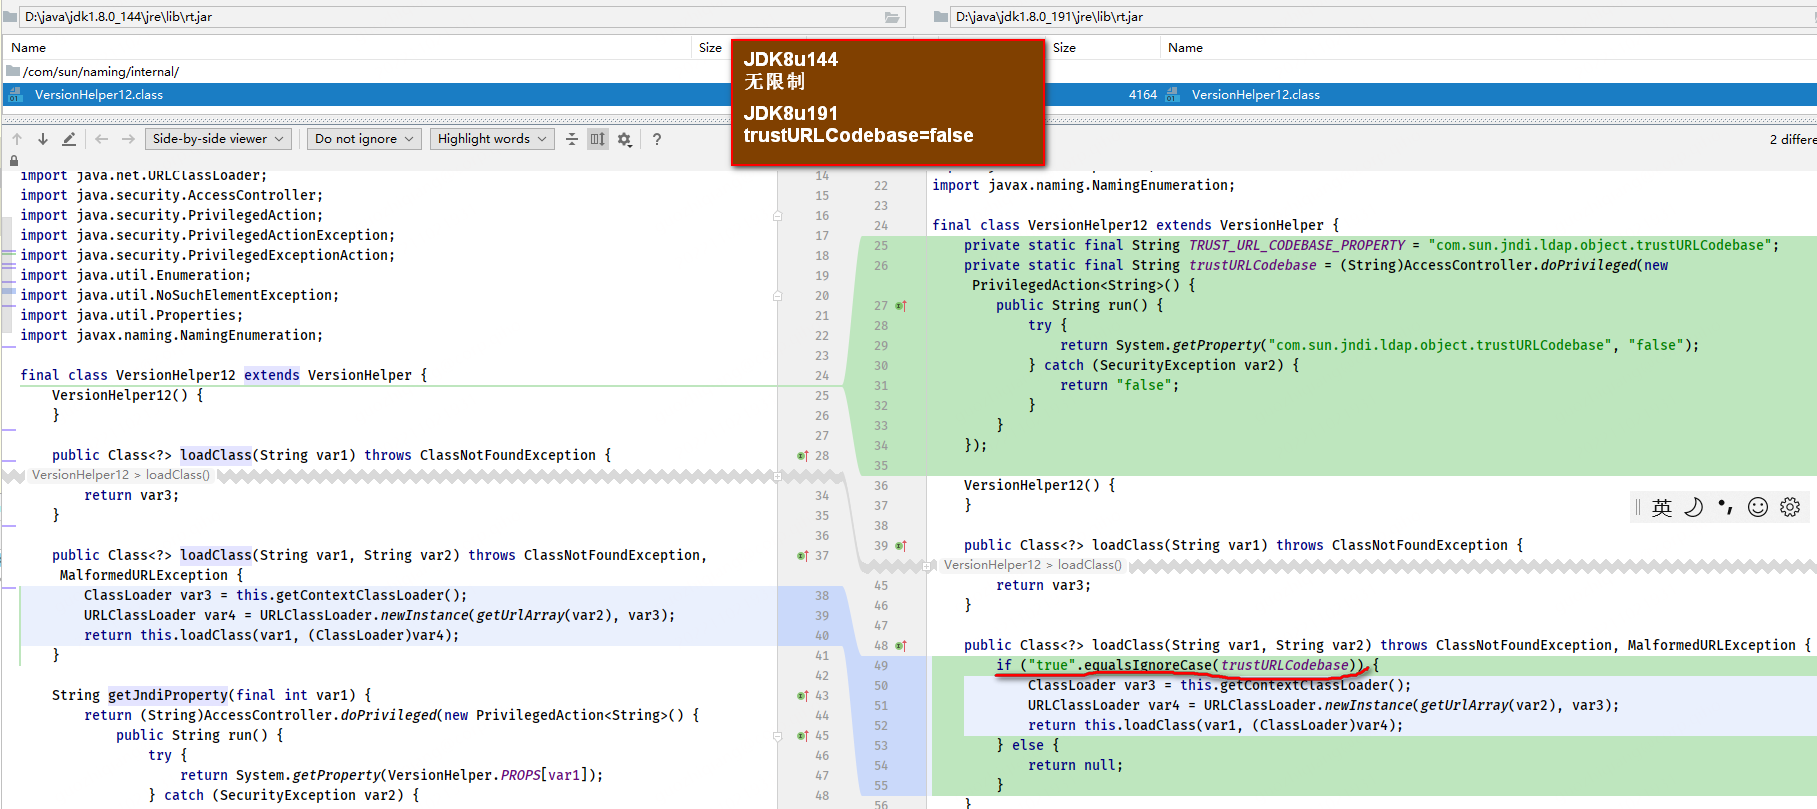 D:\java\jdk1.8.0_144\jre\lib\rt.jar
D:\java\jdk1.8.0_191\jre\lib\rt.jar
Name
Size
Size
Name
/com/sun/naming/internal/
VersionHelper12.class
4164
VersionHelper12.class
JDK8u144
无限制
JDK8u191
trustURLCodebase=false
Side-by-side viewer
Do not ignore
Highlight words
?
2 differe
import java.net.URLClassLoader;
import java.security.AccessController;
import java.security.PrivilegedAction;
import java.security.PrivilegedActionException;
import java.security.PrivilegedExceptionAction;
import java.util.Enumeration;
import java.util.NoSuchElementException;
import java.util.Properties;
import javax.naming.NamingEnumeration;
final class VersionHelper12 extends VersionHelper {
VersionHelper12() {
}
public Class<?> loadClass(String var1) throws ClassNotFoundException {
VersionHelper12 > loadClass()
return var3;
}
public Class<?> loadClass(String var1, String var2) throws ClassNotFoundException,
MalformedURLException {
ClassLoader var3 = this.getContextClassLoader();
URLClassLoader var4 = URLClassLoader.newInstance(getUrlArray(var2), var3);
return this.loadClass(var1, (ClassLoader)var4);
}
String getJndiProperty(final int var1) {
return (String)AccessController.doPrivileged(new PrivilegedAction<String>() {
public String run() {
try {
return System.getProperty(VersionHelper.PROPS[var1]);
} catch (SecurityException var2) {
14
15
16
17
18
19
20
21
22
23
24
25
26
27
28
34
35
36
37
38
39
40
41
42
43
44
45
46
47
48
22 import javax.naming.NamingEnumeration;
23
24 final class VersionHelper12 extends VersionHelper {
25 private static final String TRUST_URL_CODEBASE_PROPERTY = "com.sun.jndi.ldap.object.trustURLCodebase";
26 private static final String trustURLCodebase = (String)AccessController.doPrivileged(new
PrivilegedAction<String>() {
27 public String run() {
28 try {
29 return System.getProperty("com.sun.jndi.ldap.object.trustURLCodebase", "false");
30 } catch (SecurityException var2) {
31 return "false";
32 }
33 }
34 });
35
36 VersionHelper12() {
37 }
38
39 public Class<?> loadClass(String var1) throws ClassNotFoundException {
VersionHelper12 > loadClass()
45 return var3;
46 }
47
48 public Class<?> loadClass(String var1, String var2) throws ClassNotFoundException, MalformedURLException {
49 if ("true".equalsIgnoreCase(trustURLCodebase)) {
50 ClassLoader var3 = this.getContextClassLoader();
51 URLClassLoader var4 = URLClassLoader.newInstance(getUrlArray(var2), var3);
52 return this.loadClass(var1, (ClassLoader)var4);
53 } else {
54 return null;
55 }
56 }
英